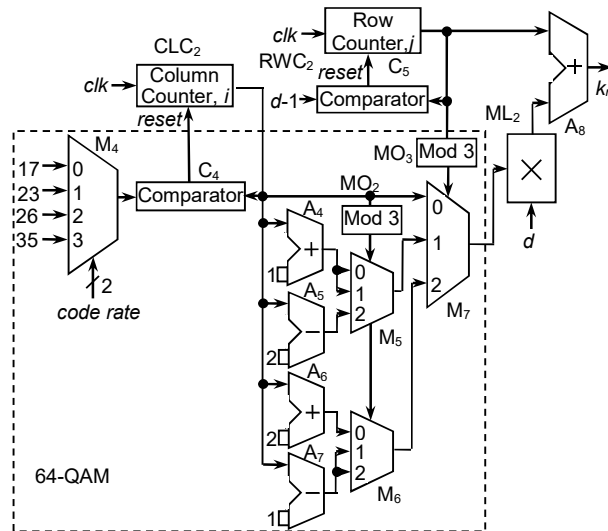 clk
Row
Counter,j
CLC2
RWC2
reset
C5
clk
Column
Counter, i
d-1
Comparator
reset
+
A8
ML2
M4
17
0
23
1
26
2
35
3
2
code rate
C4
Comparator
MO2
Mod 3
MO3
Mod 3
×
d
A4
+
1
A5
−
2
0
1
2
M5
0
1
2
M7
A6
+
2
A7
−
1
0
1
2
M6
64-QAM